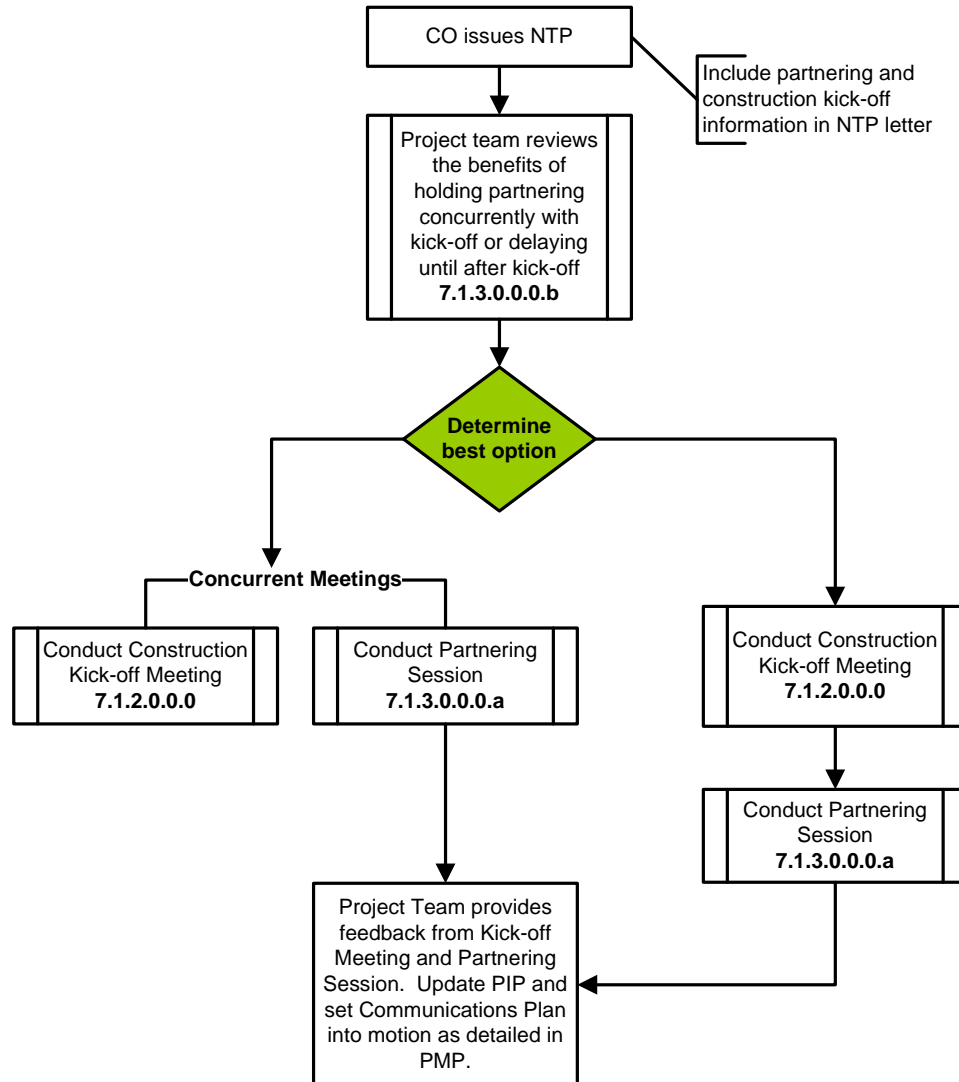 CO issues NTP
Include partnering and
construction kick-off
information in NTP letter
Project team reviews
the benefits of
holding partnering
concurrently with
kick-off or delaying
until after kick-off
7.1.3.0.0.0.b
Determine
best option
Concurrent Meetings
Conduct Construction
Kick-off Meeting
7.1.2.0.0.0
Conduct Partnering
Session
7.1.3.0.0.0.a
Conduct Construction
Kick-off Meeting
7.1.2.0.0.0
Conduct Partnering
Session
7.1.3.0.0.0.a
Project Team provides
feedback from Kick-off
Meeting and Partnering
Session.  Update PIP and
set Communications Plan
into motion as detailed in
PMP.